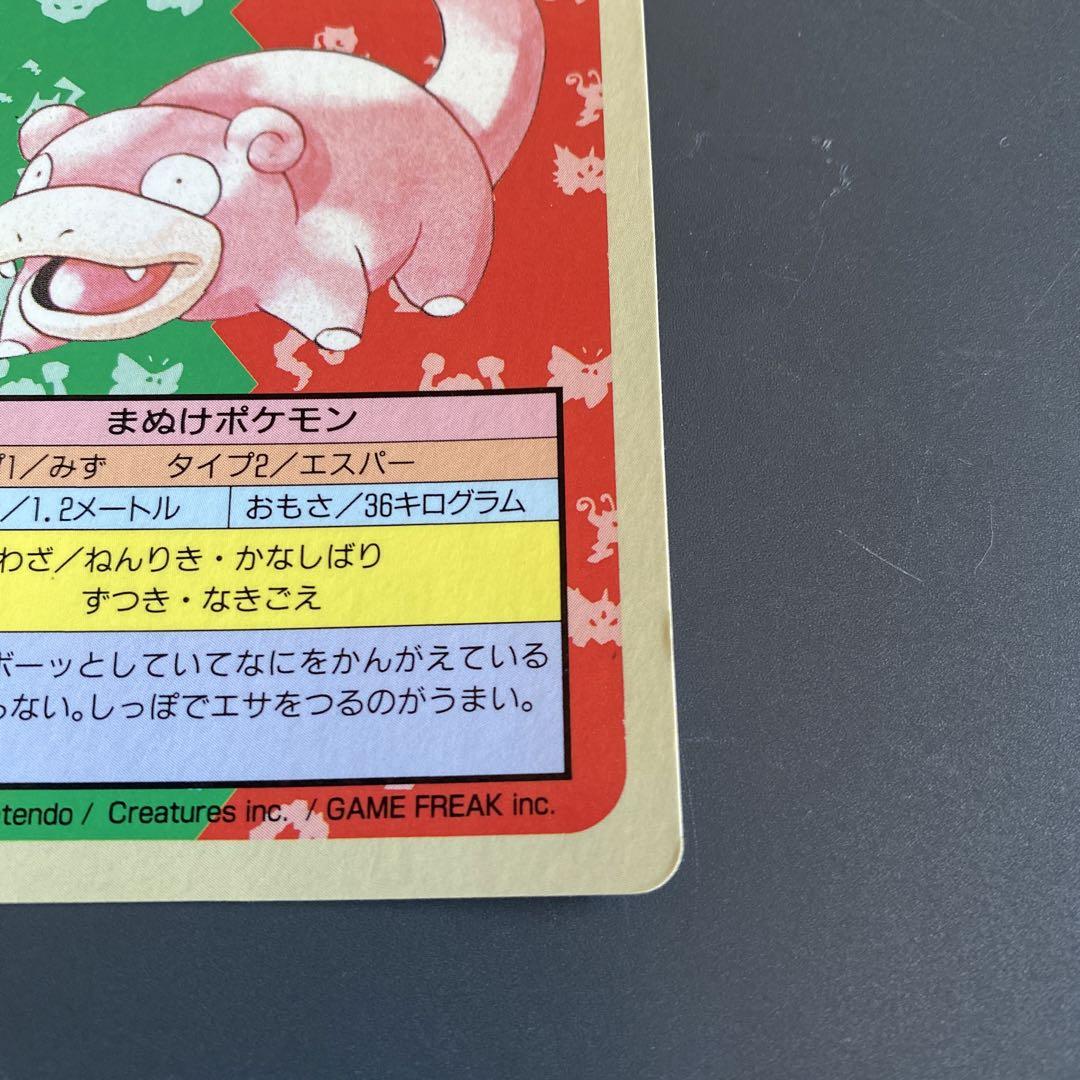 まぬけポケモン
プ1／みず タイプ2／エスパー
／1.2メートル おもさ／36キログラム
わざ／ねんりき・かなしばり
ずつき・なきごえ
ボーッとしていてなにをかんがえている
らない。しっぽでエサをつるのがうまい。
ntendo / Creatures inc. / GAME FREAK inc.